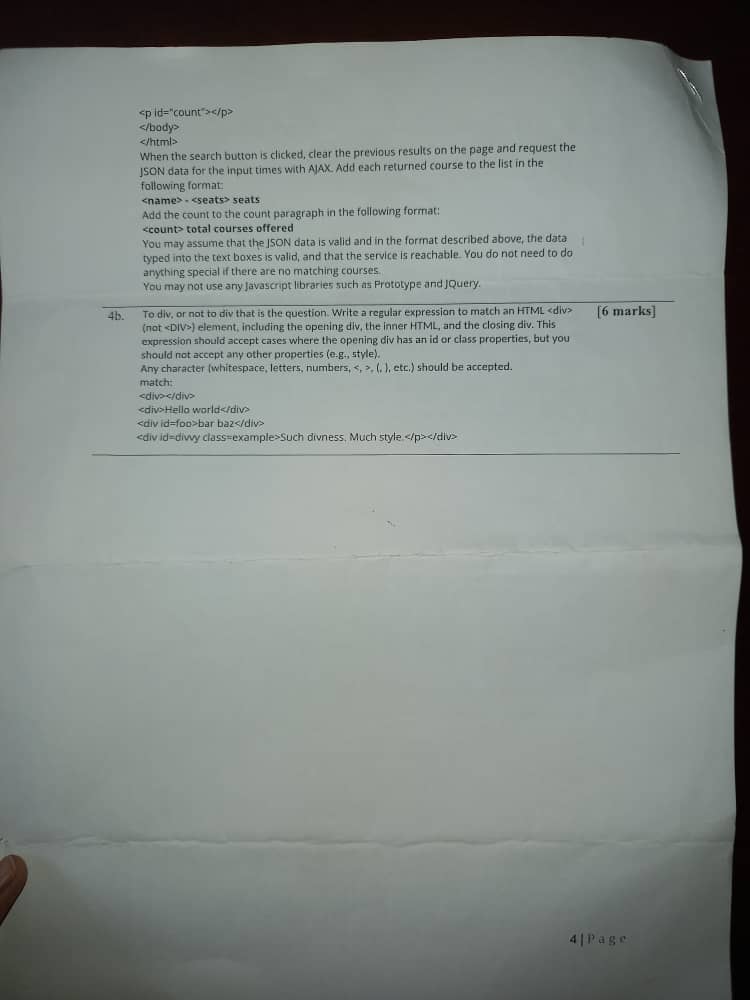 <p id="count"></p>
</body>
</html>
When the search button is clicked, clear the previous results on the page and request the
JSON data for the input times with AJAX. Add each returned course to the list in the
following format:
<name> - <seats> seats
Add the count to the count paragraph in the following format:
<count> total courses offered
You may assume that the JSON data is valid and in the format described above, the data
typed into the text boxes is valid, and that the service is reachable. You do not need to do
anything special if there are no matching courses.
You may not use any Javascript libraries such as Prototype and JQuery.
4b. To div, or not to div that is the question. Write a regular expression to match an HTML <div> [6 marks]
(not <DIV>) element, including the opening div, the inner HTML, and the closing div. This
expression should accept cases where the opening div has an id or class properties, but you
should not accept any other properties (e.g., style).
Any character (whitespace, letters, numbers, <, >, (, ), etc.) should be accepted.
match:
<div></div>
<div>Hello world</div>
<div id=foo>bar baz</div>
<div id=divvy class=example>Such divness. Much style.</p></div>
4 | P a g e